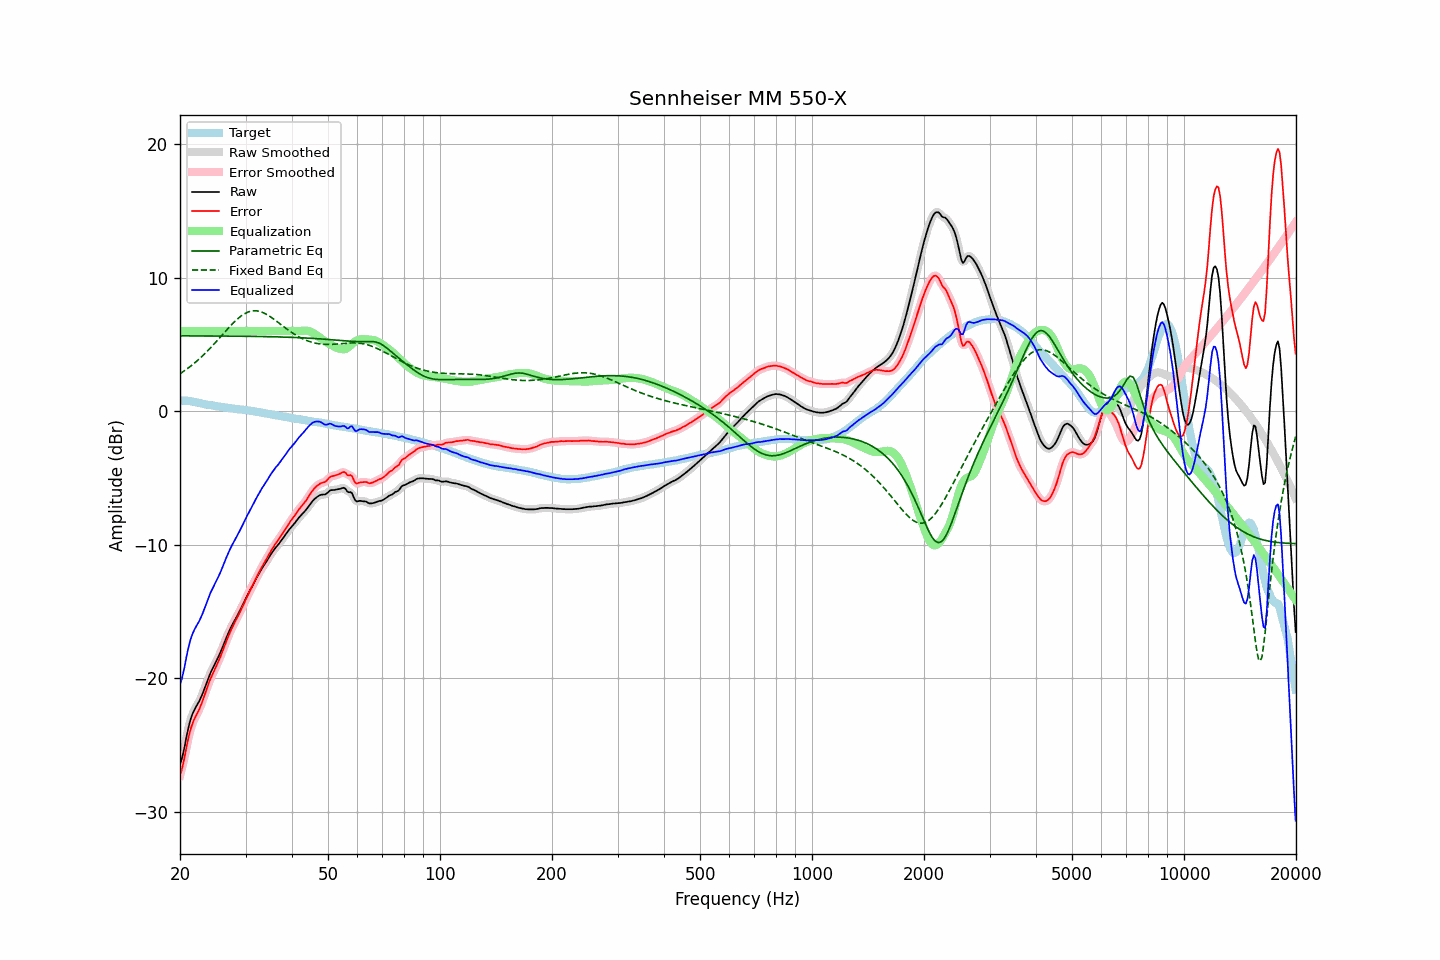 Sennheiser MM 550-X
Target
Raw Smoothed
Error Smoothed
Raw
Error
Equalization
Parametric Eq
Fixed Band Eq
Equalized
20
10
0
−10
−20
−30
Amplitude (dBr)
20
50
100
200
500
1000
2000
5000
10000
20000
Frequency (Hz)